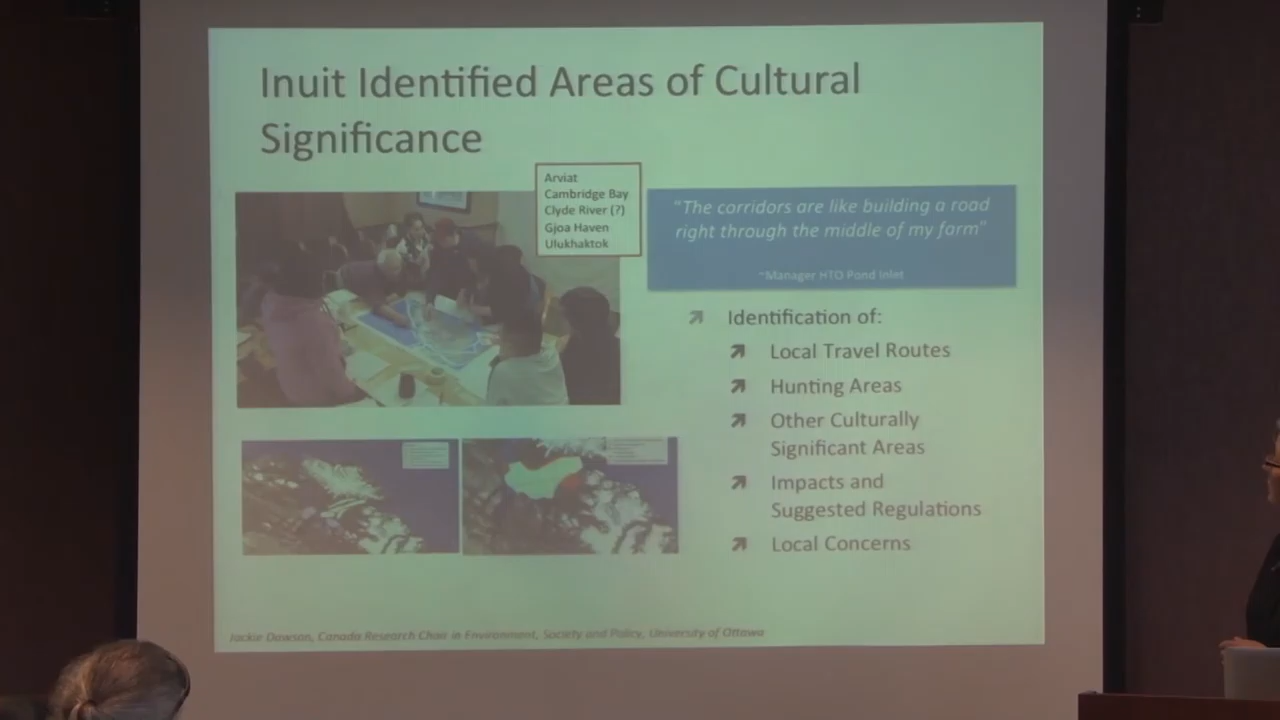 Inuit Identified Areas of Cultural
Significance
Arviat
Cambridge Bay
Clyde River (?)
Gjoa Haven
Ulukhaktok
"The corridors are like building a road
right through the middle of my farm"
~Manager HTO Pond Inlet
Identification of:
Local Travel Routes
Hunting Areas
Other Culturally
Significant Areas
Impacts and
Suggested Regulations
Local Concerns
Jackie Dawson, Canada Research Chair in Environment, Society and Policy, University of Ottawa